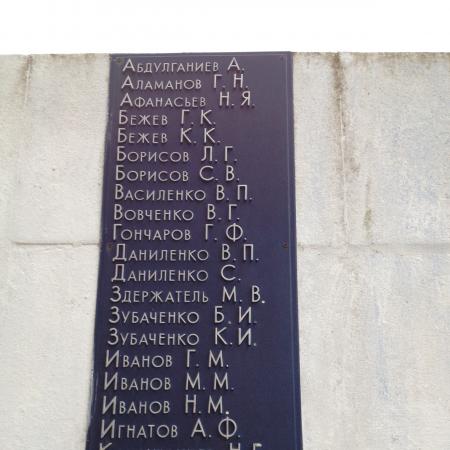 Абдулганиев А.
Аламанов Г. Н.
Афанасьев Н. Я.
Бежев Г. К.
Бежев К. К.
Борисов Л. Г.
Борисов С. В.
Василенко В. П.
Вовченко В. Г.
Гончаров Г. Ф.
Даниленко В. П.
Даниленко С.
Здержатель М. В.
Зубаченко Б. И.
Зубаченко К. И.
Иванов Г. М.
Иванов М. М.
Иванов Н. М.
Игнатов А. Ф.